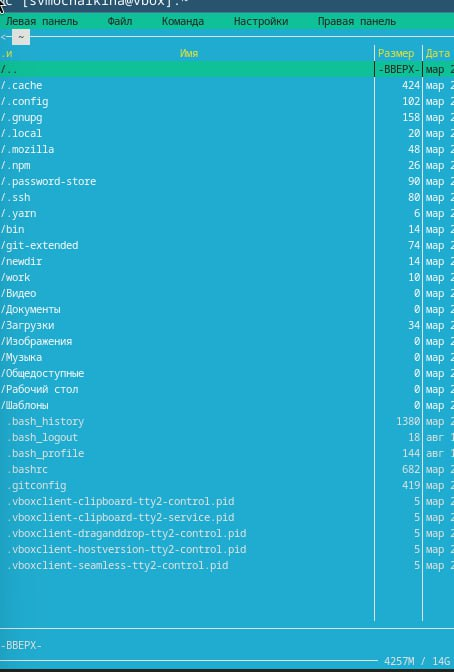 [svmochaikina@vbox]:~
Левая панель Файл Команда Настройки Правая панель
<— ~
.и Имя Размер Дата
/.. -ВВЕРХ- мар 2
/.cache 424 мар 2
/.config 102 мар 2
/.gnupg 158 мар 2
/.local 20 мар 2
/.mozilla 48 мар 2
/.npm 26 мар 2
/.password-store 90 мар 2
/.ssh 80 мар 2
/.yarn 6 мар 2
/bin 14 мар 2
/git-extended 74 мар 2
/newdir 14 мар 2
/work 10 мар 2
/Видео 0 мар 2
/Документы 0 мар 2
/Загрузки 34 мар 2
/Изображения 0 мар 2
/Музыка 0 мар 2
/Общедоступные 0 мар 2
/Рабочий стол 0 мар 2
/Шаблоны 0 мар 2
.bash_history 1380 мар 2
.bash_logout 18 авг 1
.bash_profile 144 авг 1
.bashrc 682 мар 2
.gitconfig 419 мар 2
.vboxclient-clipboard-tty2-control.pid 5 мар 2
.vboxclient-clipboard-tty2-service.pid 5 мар 2
.vboxclient-draganddrop-tty2-control.pid 5 мар 2
.vboxclient-hostversion-tty2-control.pid 5 мар 2
.vboxclient-seamless-tty2-control.pid 5 мар 2
-ВВЕРХ-
4257M / 14G